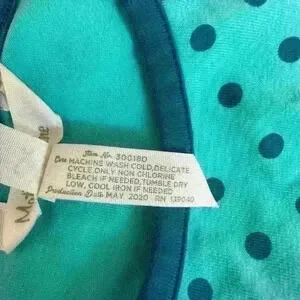 Item No. 30018D
Care MACHINE WASH COLD, DELICATE
CYCLE, ONLY NON CHLORINE
BLEACH IF NEEDED, TUMBLE DRY
LOW, COOL IRON IF NEEDED
Production Date MAY 2020 RN 139040